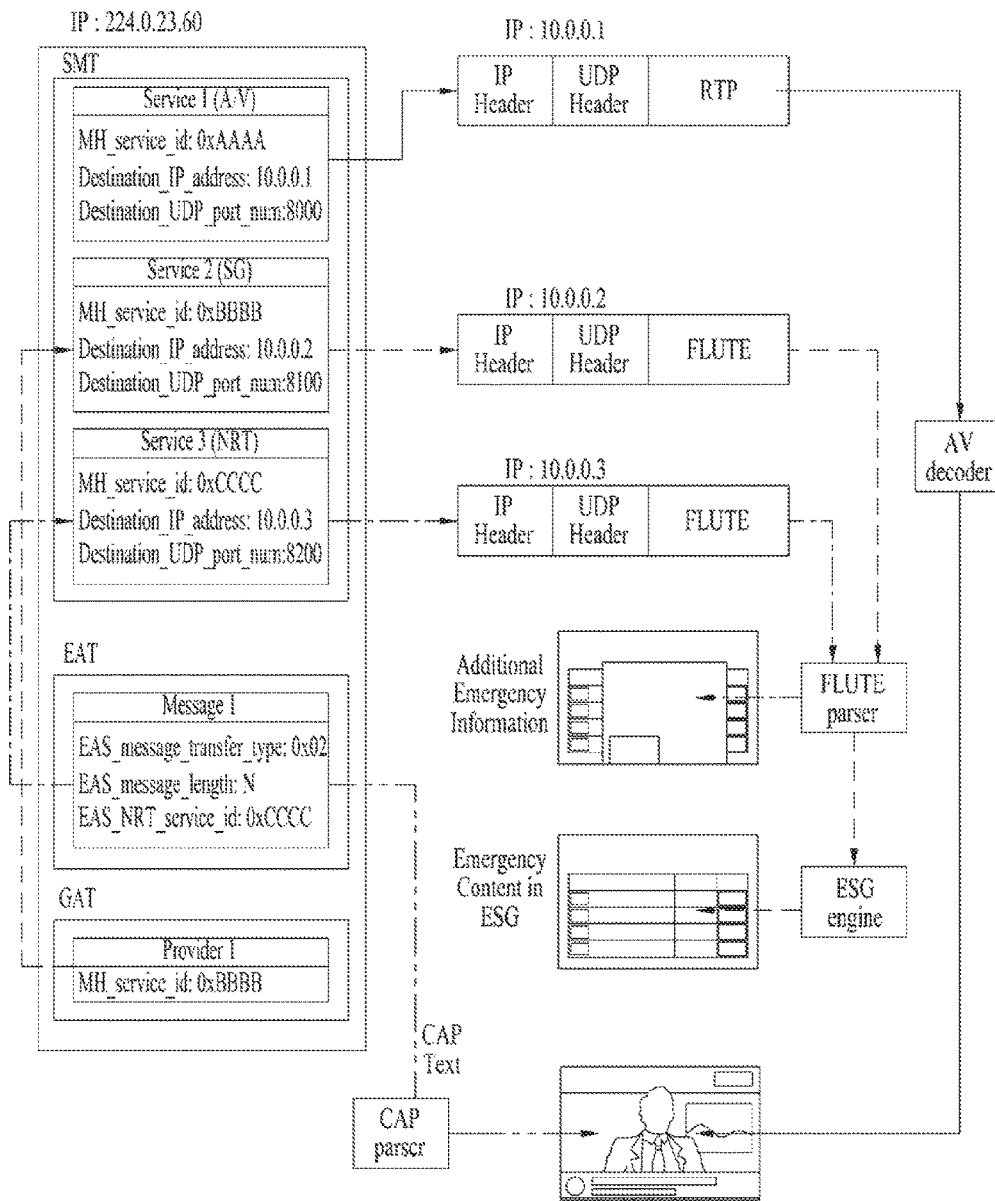 IP : 224.0.23.60
SMT
Service 1 (A/V)
MH_service_id: 0xAAAA
Destination_IP_address: 10.0.0.1
Destination_UDP_port_num:8000
Service 2 (SG)
MH_service_id: 0xBBBB
Destination_IP_address: 10.0.0.2
Destination_UDP_port_num:8100
Service 3 (NRT)
MH_service_id: 0xCCCC
Destination_IP_address: 10.0.0.3
Destination_UDP_port_num:8200
EAT
Message 1
EAS_message_transfer_type: 0x02
EAS_message_length: N
EAS_NRT_service_id: 0xCCCC
GAT
Provider 1
MH_service_id: 0xBBBB
IP : 10.0.0.1
IP
Header
UDP
Header
RTP
IP : 10.0.0.2
IP
Header
UDP
Header
FLUTE
IP : 10.0.0.3
IP
Header
UDP
Header
FLUTE
AV
decoder
Additional
Emergency
Information
FLUTE
parser
Emergency
Content in
ESG
ESG
engine
CAP
Text
CAP
parser